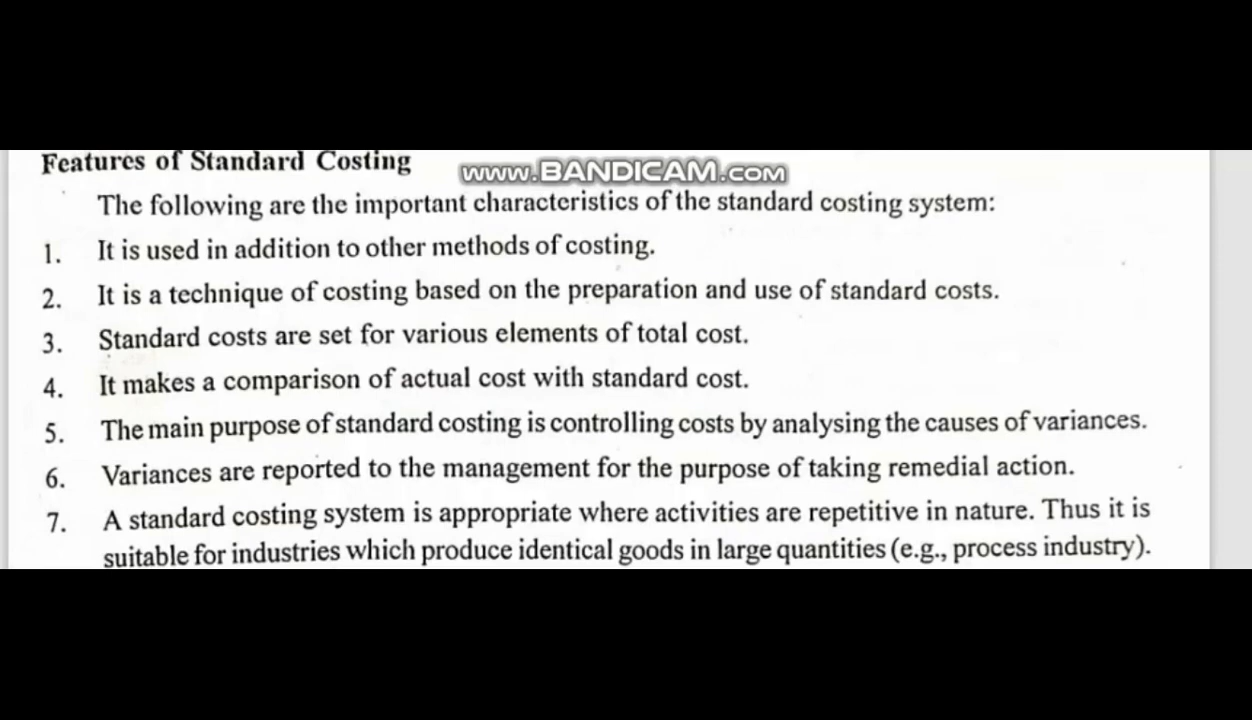 Features of Standard Costing
www.BANDICAM.com
The following are the important characteristics of the standard costing system:
1. It is used in addition to other methods of costing.
2. It is a technique of costing based on the preparation and use of standard costs.
3. Standard costs are set for various elements of total cost.
4. It makes a comparison of actual cost with standard cost.
5. The main purpose of standard costing is controlling costs by analysing the causes of variances.
6. Variances are reported to the management for the purpose of taking remedial action.
7. A standard costing system is appropriate where activities are repetitive in nature. Thus it is
suitable for industries which produce identical goods in large quantities (e.g., process industry).